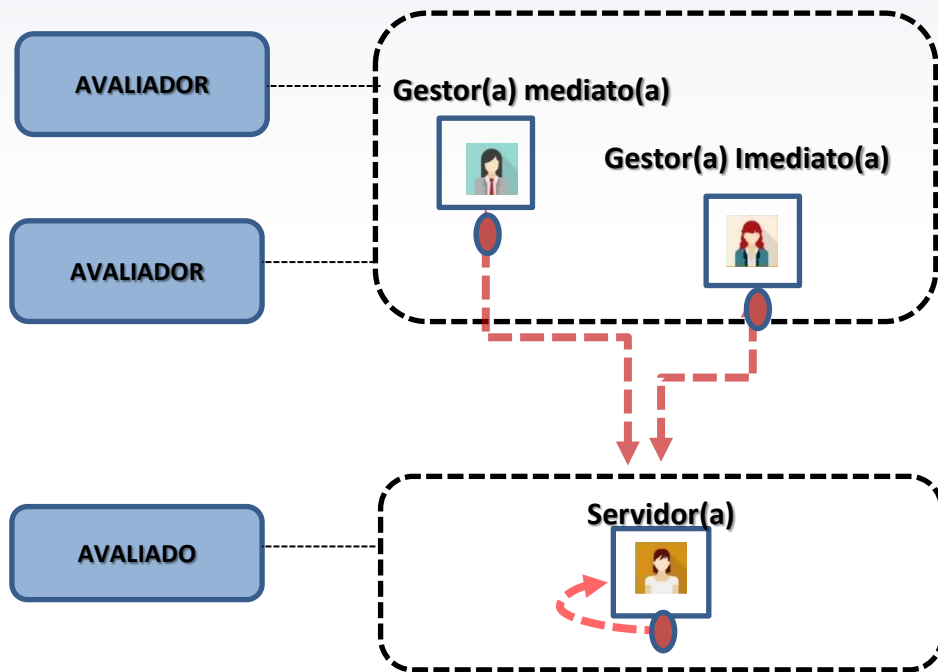 AVALIADOR
Gestor(a) mediato(a)
Gestor(a) Imediato(a)
AVALIADOR
Servidor(a)
AVALIADO